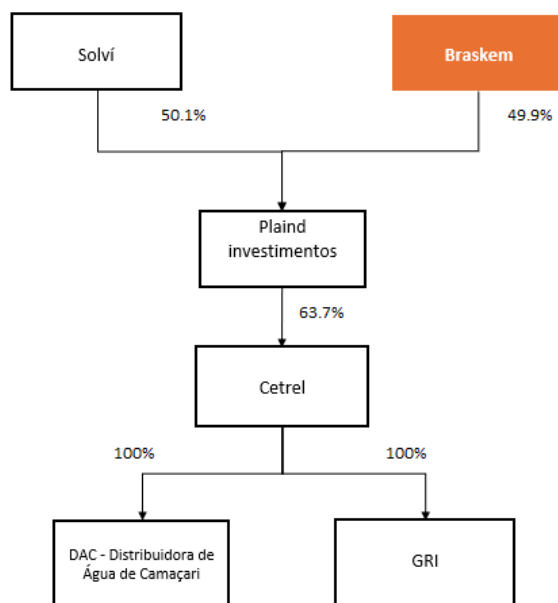 Solví
Braskem
50.1%
49.9%
Plaind
investimentos
63.7%
Cetrel
100%
100%
DAC - Distribuidora de
Água de Camaçari
GRI